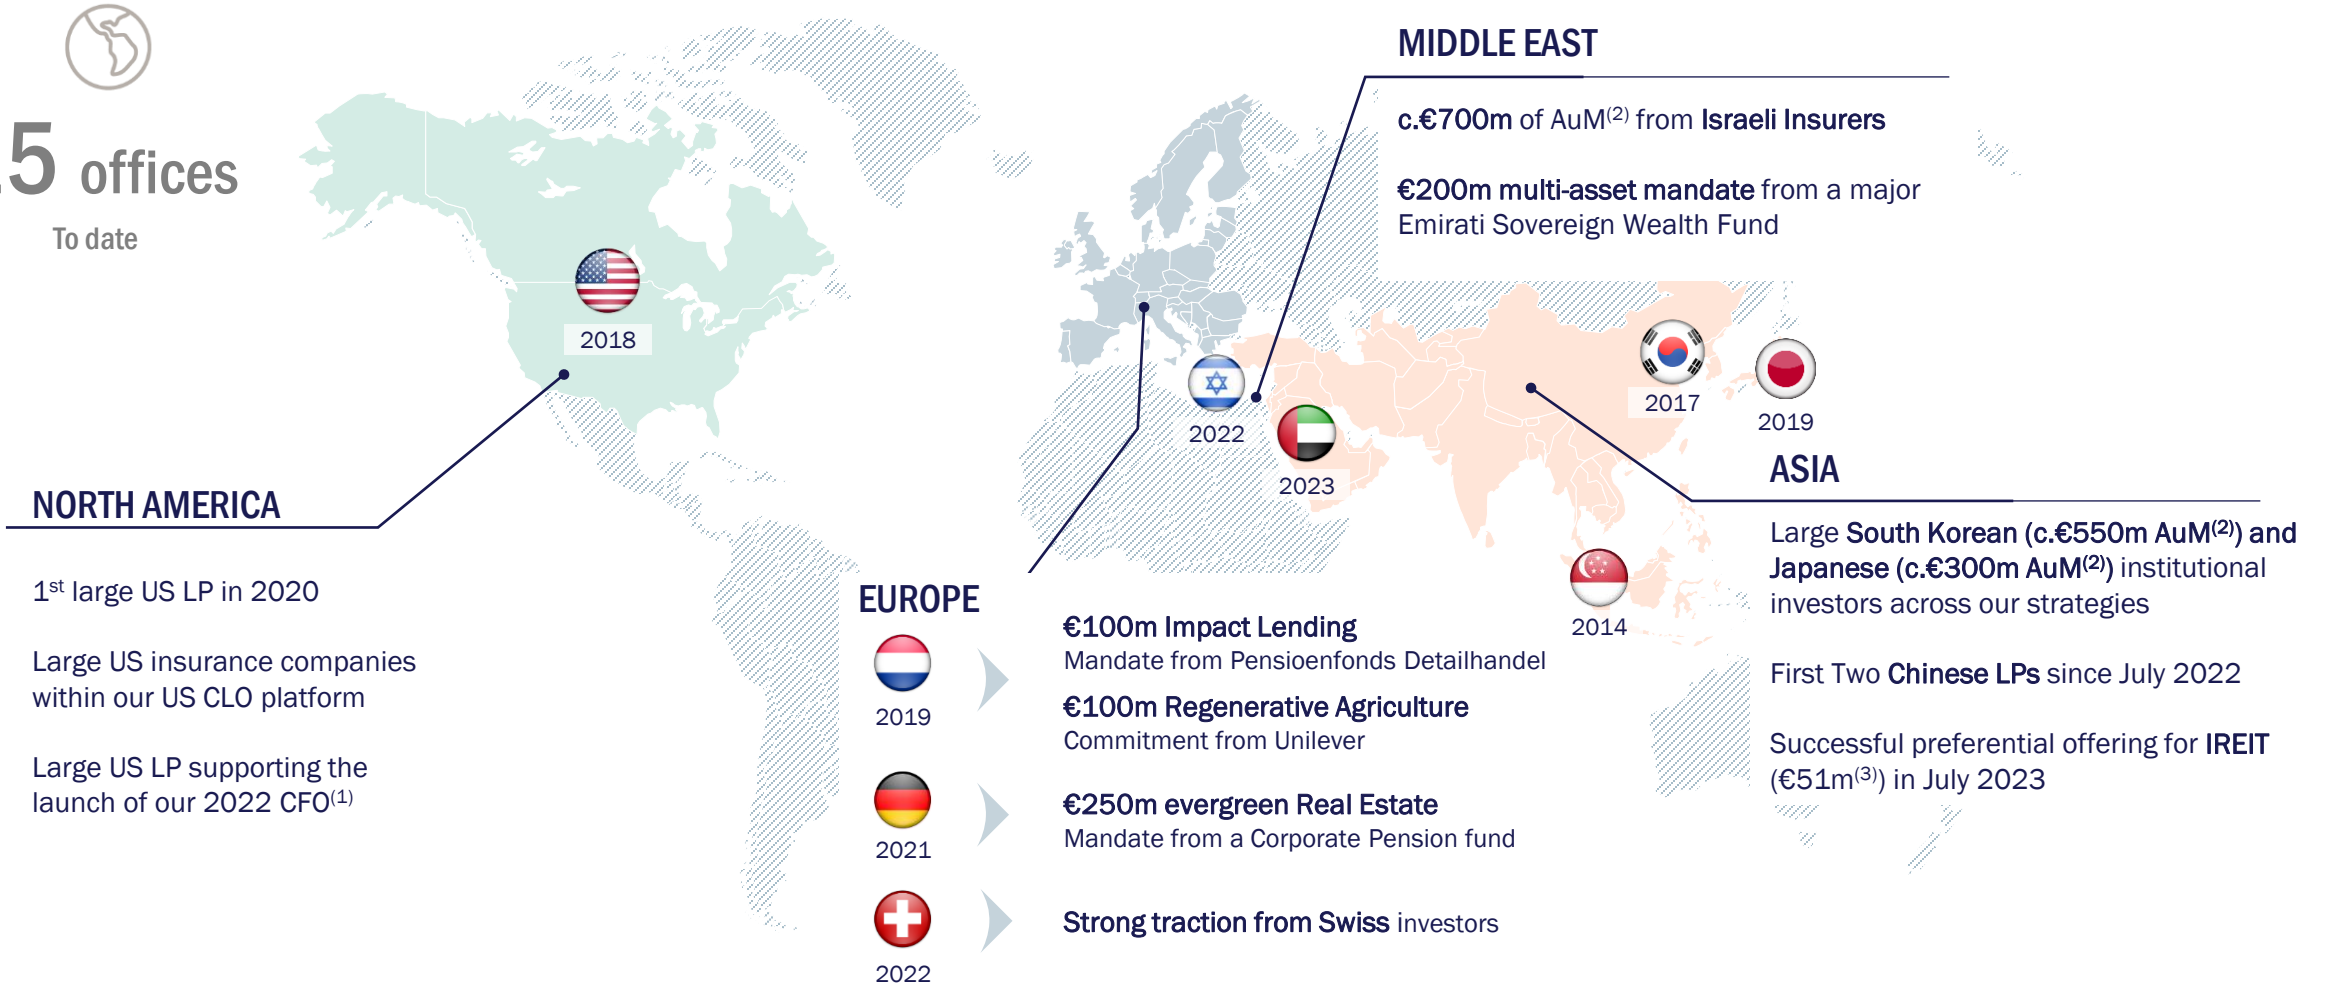 5 offices
To date
MIDDLE EAST
c.€700m of AuM(2) from Israeli Insurers
€200m multi-asset mandate from a major
Emirati Sovereign Wealth Fund
2018
2022
2023
2017
2019
2014
NORTH AMERICA
1st large US LP in 2020
Large US insurance companies
within our US CLO platform
Large US LP supporting the
launch of our 2022 CFO(1)
EUROPE
2019
€100m Impact Lending
Mandate from Pensioenfonds Detailhandel
€100m Regenerative Agriculture
Commitment from Unilever
2021
€250m evergreen Real Estate
Mandate from a Corporate Pension fund
2022
Strong traction from Swiss investors
ASIA
Large South Korean (c.€550m AuM(2)) and
Japanese (c.€300m AuM(2)) institutional
investors across our strategies
First Two Chinese LPs since July 2022
Successful preferential offering for IREIT
(€51m(3)) in July 2023